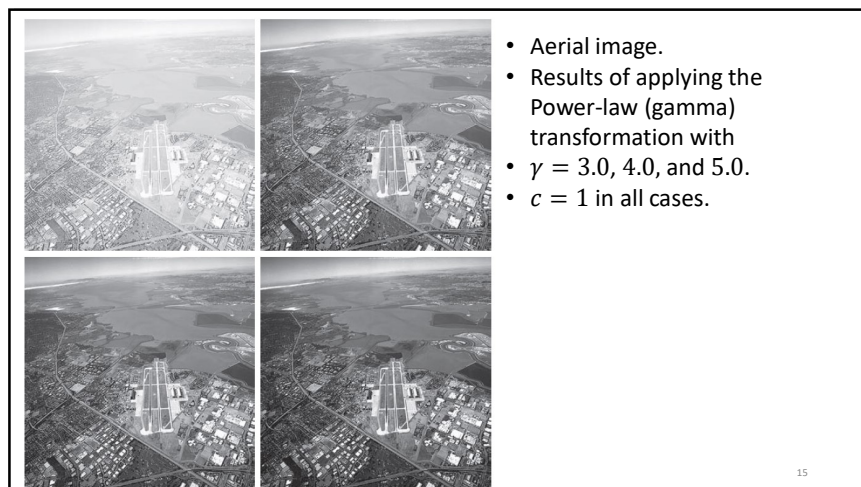 • Aerial image.
• Results of applying the
Power-law (gamma)
transformation with
• 𝛾 = 3.0, 4.0, and 5.0.
• 𝑐 = 1 in all cases.
15